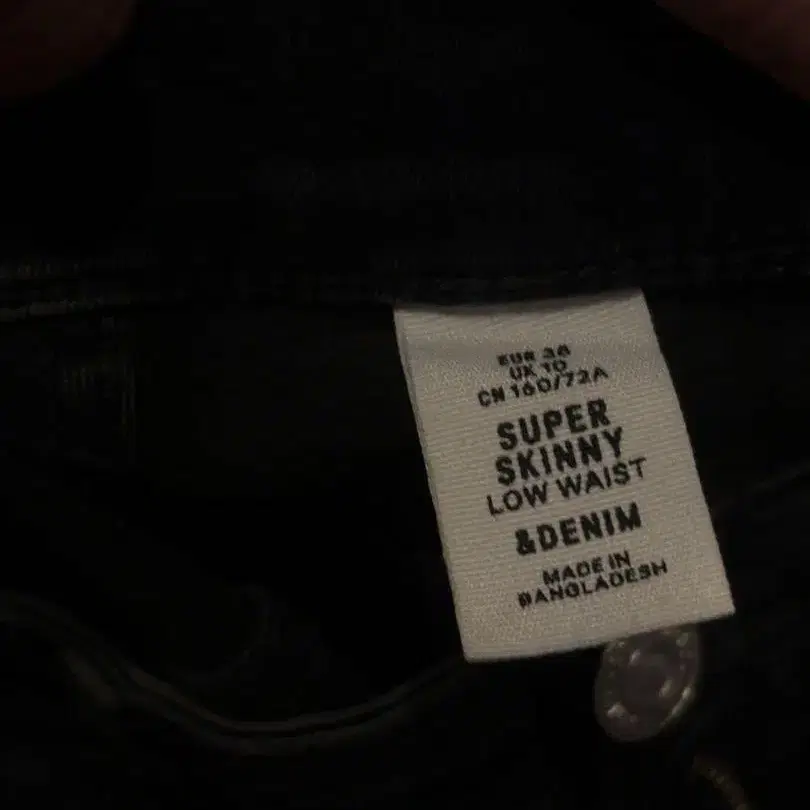 EUR 38
UK 10
CN 160/72A
SUPER
SKINNY
LOW WAIST
&DENIM
MADE IN
BANGLADESH